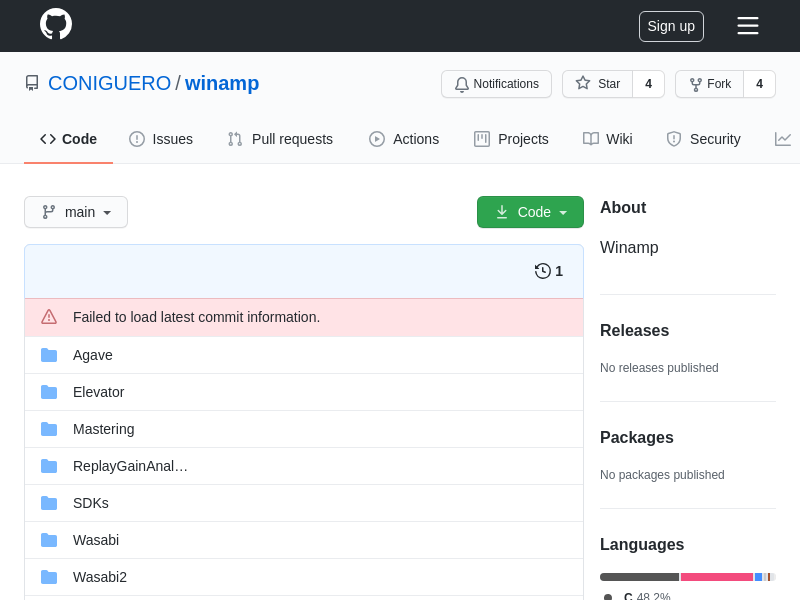 Sign up
CONIGUERO / winamp
Notifications
Star 4
Fork 4
Code Issues Pull requests Actions Projects Wiki Security
main
Code
1
Failed to load latest commit information.
Agave
Elevator
Mastering
ReplayGainAnal…
SDKs
Wasabi
Wasabi2
About
Winamp
Releases
No releases published
Packages
No packages published
Languages
C 48.2%